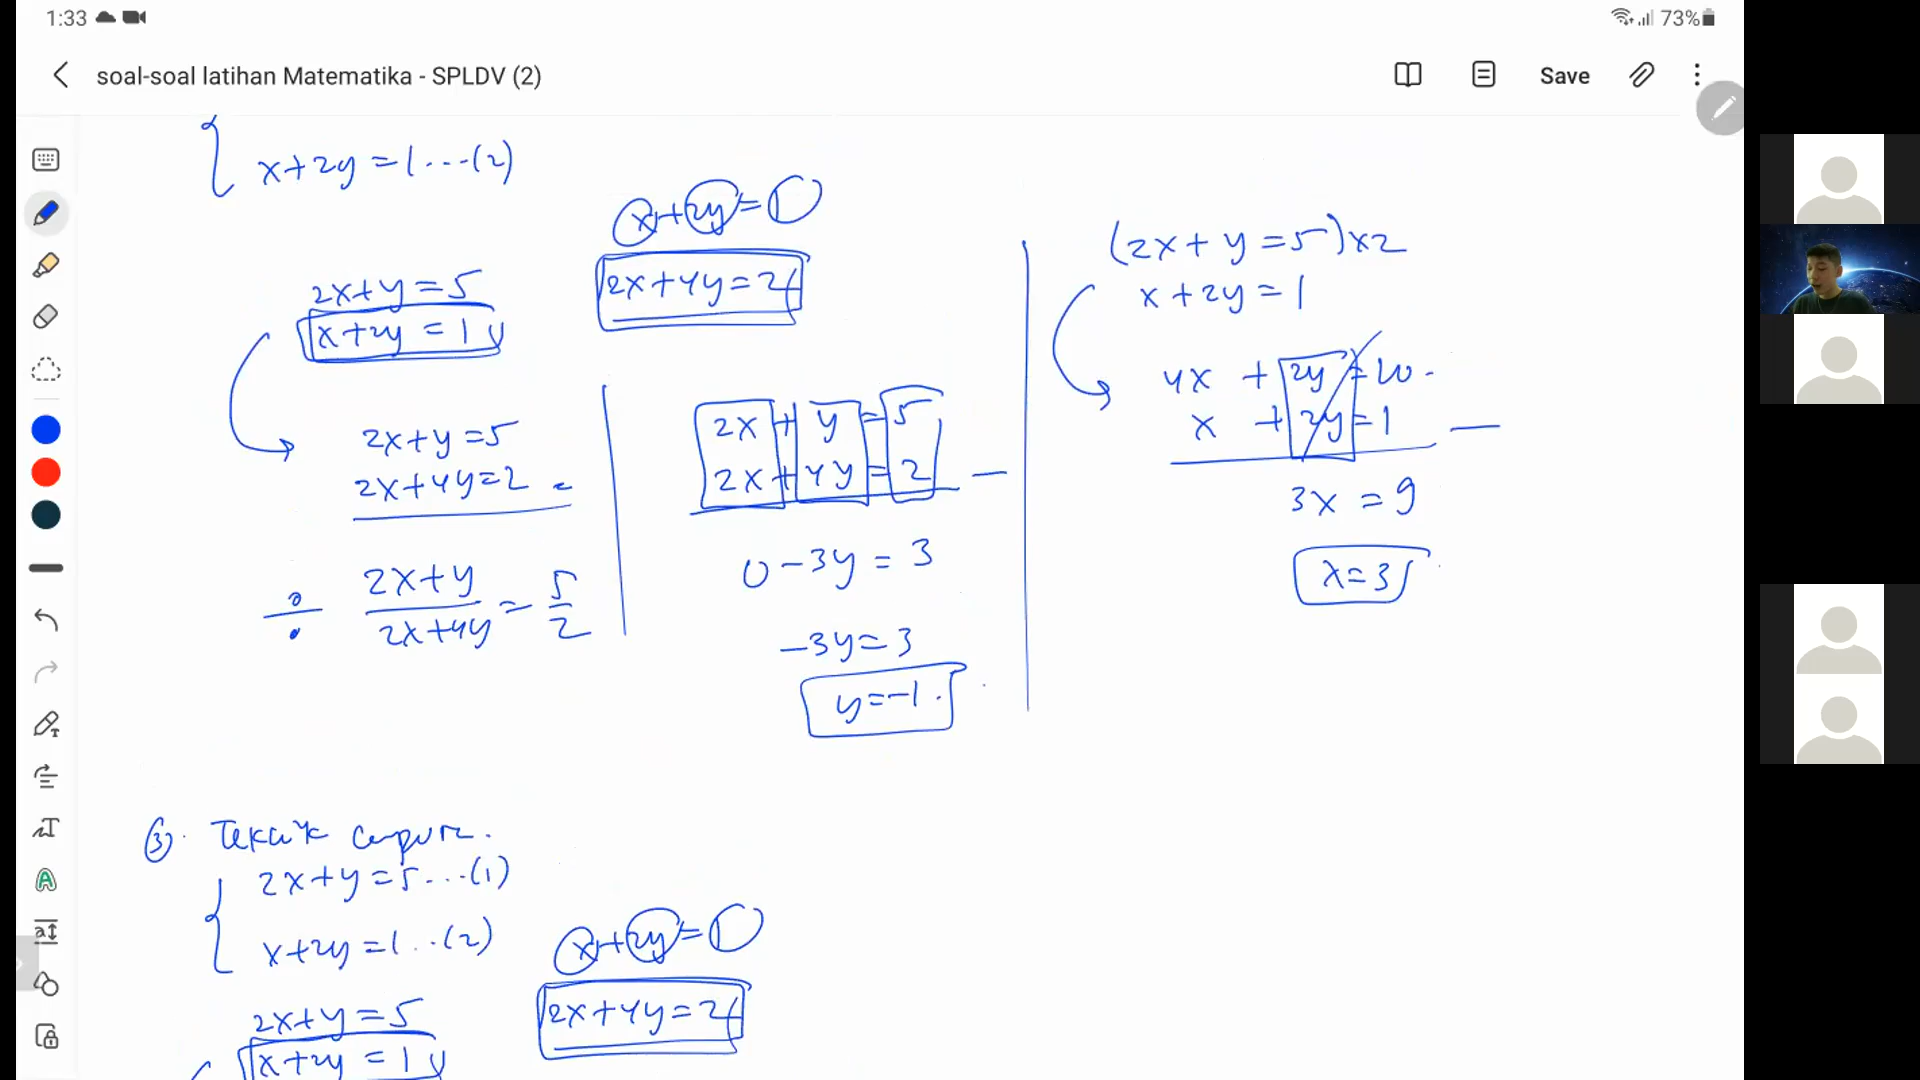 1:33
73%
soal-soal latihan Matematika - SPLDV (2)
Save
x+2y=1...(2)
x+2y=1
2x+4y=2
2x+y=5
x+2y=1
2x+y=5
2x+4y=2
2x+y/2x+4y = 5/2
2x+y=5
2x+4y=2 -
0-3y=3
-3y=3
y=-1.
(2x+y=5)x2
x+2y=1
4x+2y=10
x+2y=1 -
3x=9
x=3
(3). Teknik campur.
2x+y=5...(1)
x+2y=1...(2)
x+2y=1
2x+4y=2
2x+y=5
x+2y=1